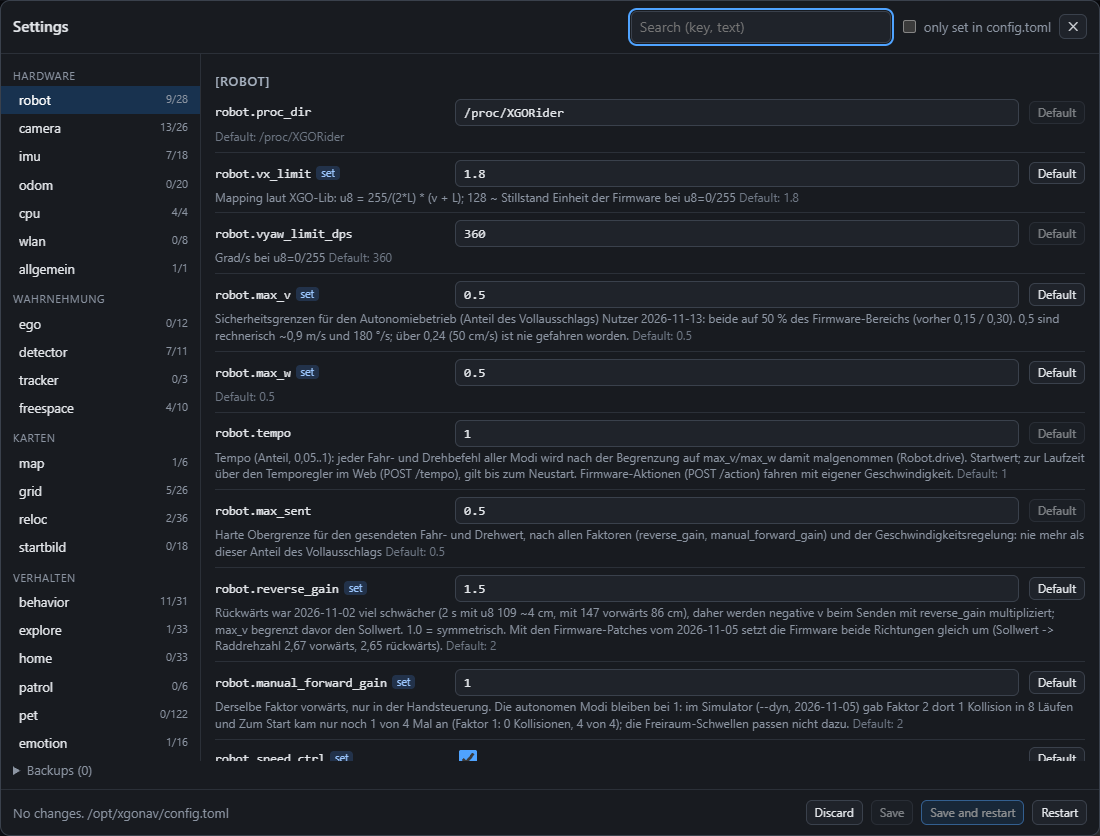 Settings
Search (key, text)
only set in config.toml
HARDWARE
robot 9/28
camera 13/26
imu 7/18
odom 0/20
cpu 4/4
wlan 0/8
allgemein 1/1
WAHRNEHMUNG
ego 0/12
detector 7/11
tracker 0/3
freespace 4/10
KARTEN
map 1/6
grid 5/26
reloc 2/36
startbild 0/18
VERHALTEN
behavior 11/31
explore 1/33
home 0/33
patrol 0/6
pet 0/122
emotion 1/16
Backups (0)
[ROBOT]
robot.proc_dir /proc/XGORider Default
Default: /proc/XGORider
robot.vx_limit set 1.8 Default
Mapping laut XGO-Lib: u8 = 255/(2*L) * (v + L); 128 ~ Stillstand Einheit der Firmware bei u8=0/255 Default: 1.8
robot.vyaw_limit_dps 360 Default
Grad/s bei u8=0/255 Default: 360
robot.max_v set 0.5 Default
Sicherheitsgrenzen für den Autonomiebetrieb (Anteil des Vollausschlags) Nutzer 2026-11-13: beide auf 50 % des Firmware-Bereichs (vorher 0,15 / 0,30). 0,5 sind
rechnerisch ~0,9 m/s und 180 °/s; über 0,24 (50 cm/s) ist nie gefahren worden. Default: 0.5
robot.max_w set 0.5 Default
Default: 0.5
robot.tempo 1 Default
Tempo (Anteil, 0,05..1): jeder Fahr- und Drehbefehl aller Modi wird nach der Begrenzung auf max_v/max_w damit malgenommen (Robot.drive). Startwert; zur Laufzeit
über den Temporegler im Web (POST /tempo), gilt bis zum Neustart. Firmware-Aktionen (POST /action) fahren mit eigener Geschwindigkeit. Default: 1
robot.max_sent 0.5 Default
Harte Obergrenze für den gesendeten Fahr- und Drehwert, nach allen Faktoren (reverse_gain, manual_forward_gain) und der Geschwindigkeitsregelung: nie mehr als
dieser Anteil des Vollausschlags Default: 0.5
robot.reverse_gain set 1.5 Default
Rückwärts war 2026-11-02 viel schwächer (2 s mit u8 109 ~4 cm, mit 147 vorwärts 86 cm), daher werden negative v beim Senden mit reverse_gain multipliziert;
max_v begrenzt davor den Sollwert. 1.0 = symmetrisch. Mit den Firmware-Patches vom 2026-11-05 setzt die Firmware beide Richtungen gleich um (Sollwert ->
Raddrehzahl 2,67 vorwärts, 2,65 rückwärts). Default: 2
robot.manual_forward_gain set 1 Default
Derselbe Faktor vorwärts, nur in der Handsteuerung. Die autonomen Modi bleiben bei 1: im Simulator (--dyn, 2026-11-05) gab Faktor 2 dort 1 Kollision in 8 Läufen
und Zum Start kam nur noch 1 von 4 Mal an (Faktor 1: 0 Kollisionen, 4 von 4); die Freiraum-Schwellen passen nicht dazu. Default: 2
robot.speed_ctrl set Default
No changes. /opt/xgonav/config.toml
Discard Save Save and restart Restart